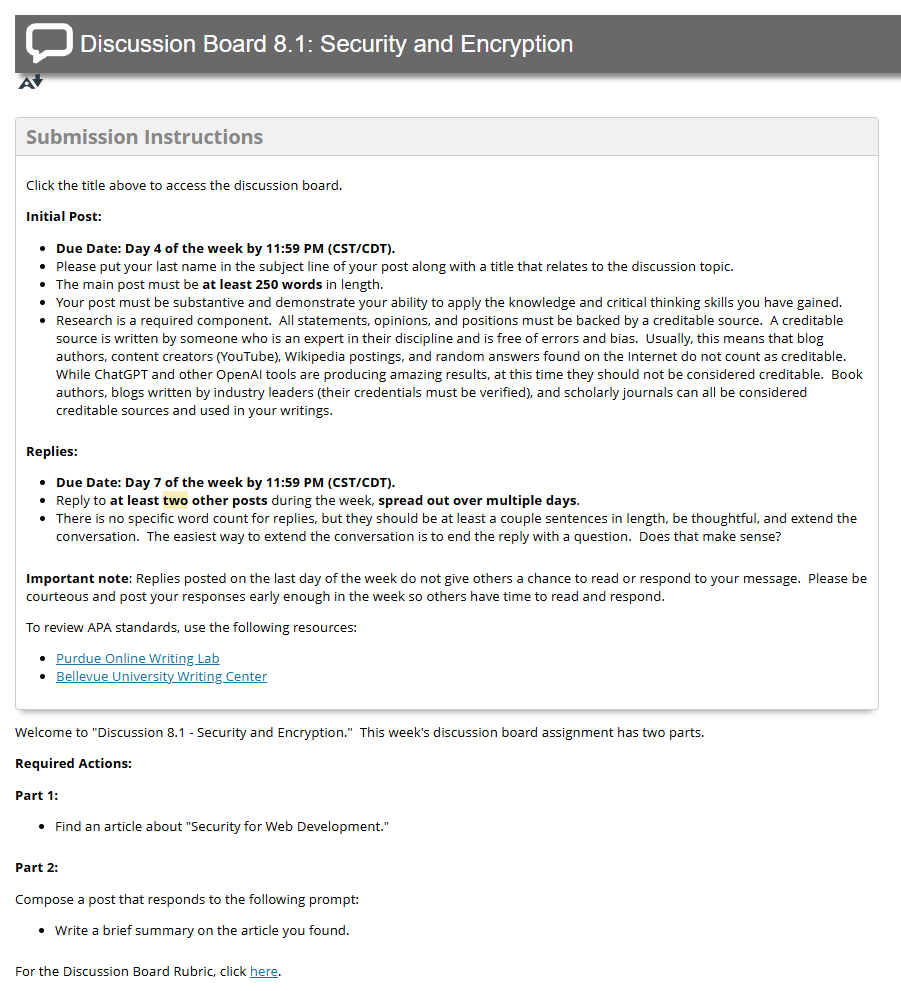 Discussion Board 8.1: Security and Encryption
A
Submission Instructions
Click the title above to access the discussion board.
Initial Post:
• Due Date: Day 4 of the week by 11:59 PM (CST/CDT).
• Please put your last name in the subject line of your post along with a title that relates to the discussion topic.
• The main post must be at least 250 words in length.
• Your post must be substantive and demonstrate your ability to apply the knowledge and critical thinking skills you have gained.
• Research is a required component.  All statements, opinions, and positions must be backed by a creditable source.  A creditable
source is written by someone who is an expert in their discipline and is free of errors and bias.  Usually, this means that blog
authors, content creators (YouTube), Wikipedia postings, and random answers found on the Internet do not count as creditable.
While ChatGPT and other OpenAI tools are producing amazing results, at this time they should not be considered creditable.  Book
authors, blogs written by industry leaders (their credentials must be verified), and scholarly journals can all be considered
creditable sources and used in your writings.
Replies:
• Due Date: Day 7 of the week by 11:59 PM (CST/CDT).
• Reply to at least two other posts during the week, spread out over multiple days.
• There is no specific word count for replies, but they should be at least a couple sentences in length, be thoughtful, and extend the
conversation.  The easiest way to extend the conversation is to end the reply with a question.  Does that make sense?
Important note: Replies posted on the last day of the week do not give others a chance to read or respond to your message.  Please be
courteous and post your responses early enough in the week so others have time to read and respond.
To review APA standards, use the following resources:
• Purdue Online Writing Lab
• Bellevue University Writing Center
Welcome to "Discussion 8.1 - Security and Encryption."  This week's discussion board assignment has two parts.
Required Actions:
Part 1:
• Find an article about "Security for Web Development."
Part 2:
Compose a post that responds to the following prompt:
• Write a brief summary on the article you found.
For the Discussion Board Rubric, click here.